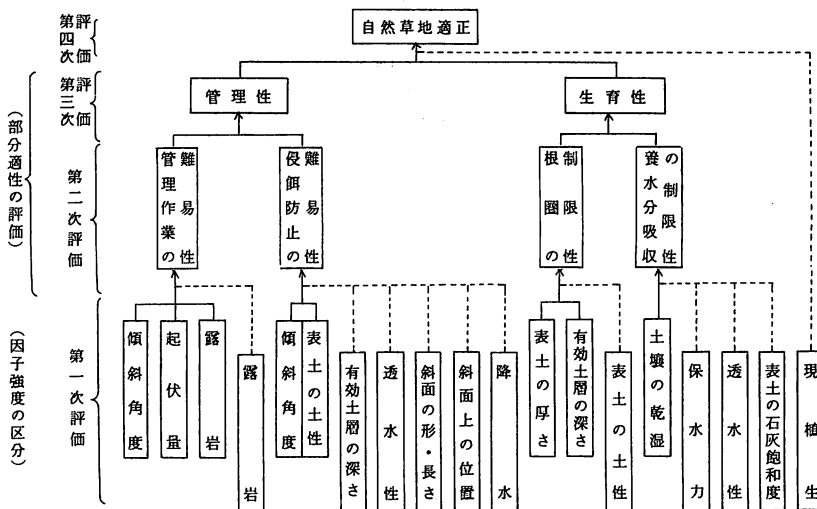 自然草地適正
管理性
生育性
管理作業の
難易性
侵餌防止の
難易性
根圏の
制限性
養水分吸収
の制限性
傾斜角度
起伏量
露岩
露岩
傾斜角度
表土の土性
有効土層の深さ
透水性
斜面の形・長さ
斜面上の位置
降水
表土の厚さ
有効土層の深さ
表土の土性
土壌の乾湿
保水力
透水性
表土の石灰飽和度
現植生
第四次
評価
第三次
評価
第二次評価
(部分適性の評価)
第一次評価
(因子強度の区分)